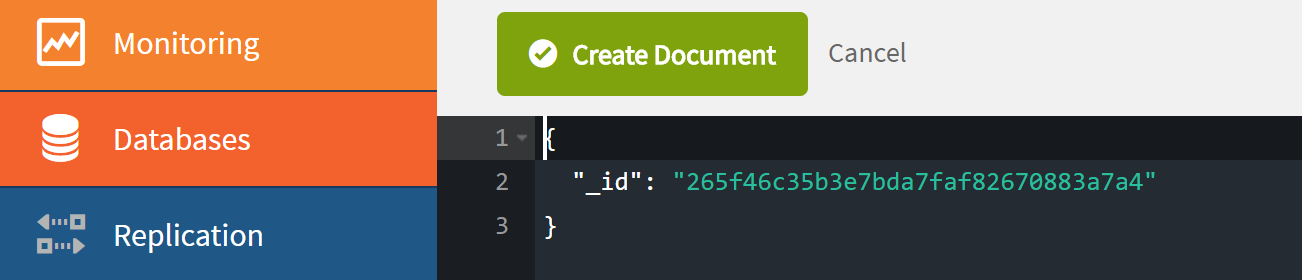 Monitoring
Databases
Replication
Create Document Cancel
1 {
2 "_id": "265f46c35b3e7bda7faf82670883a7a4"
3 }